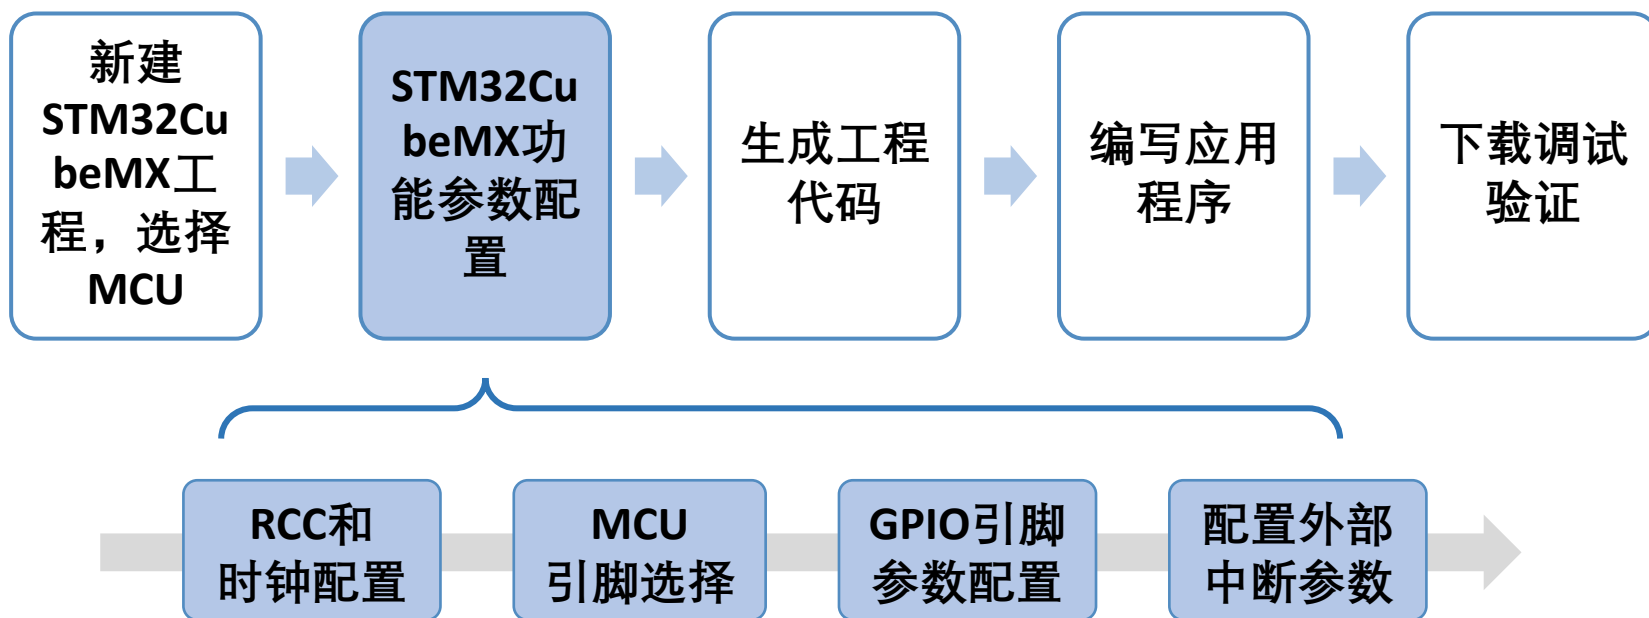 新建
STM32Cu
beMX工
程，选择
MCU
STM32Cu
beMX功
能参数配
置
生成工程
代码
编写应用
程序
下载调试
验证
RCC和
时钟配置
MCU
引脚选择
GPIO引脚
参数配置
配置外部
中断参数